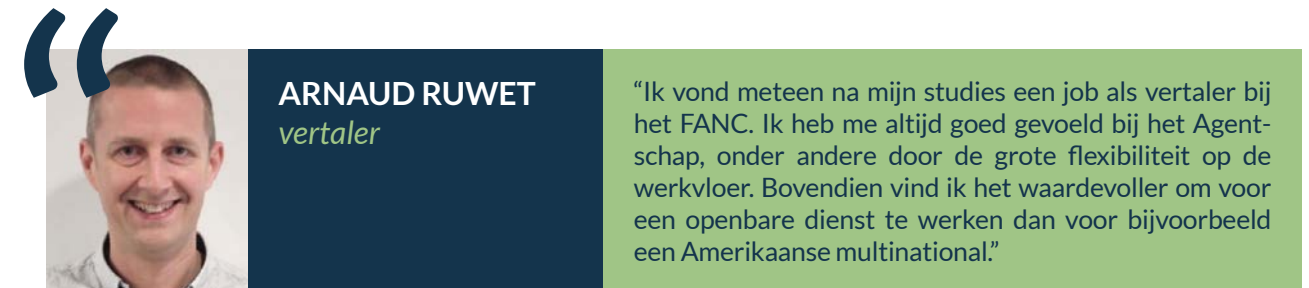 ARNAUD RUWET
vertaler
“Ik vond meteen na mijn studies een job als vertaler bij
het FANC. Ik heb me altijd goed gevoeld bij het Agent-
schap, onder andere door de grote flexibiliteit op de
werkvloer. Bovendien vind ik het waardevoller om voor
een openbare dienst te werken dan voor bijvoorbeeld
een Amerikaanse multinational.”